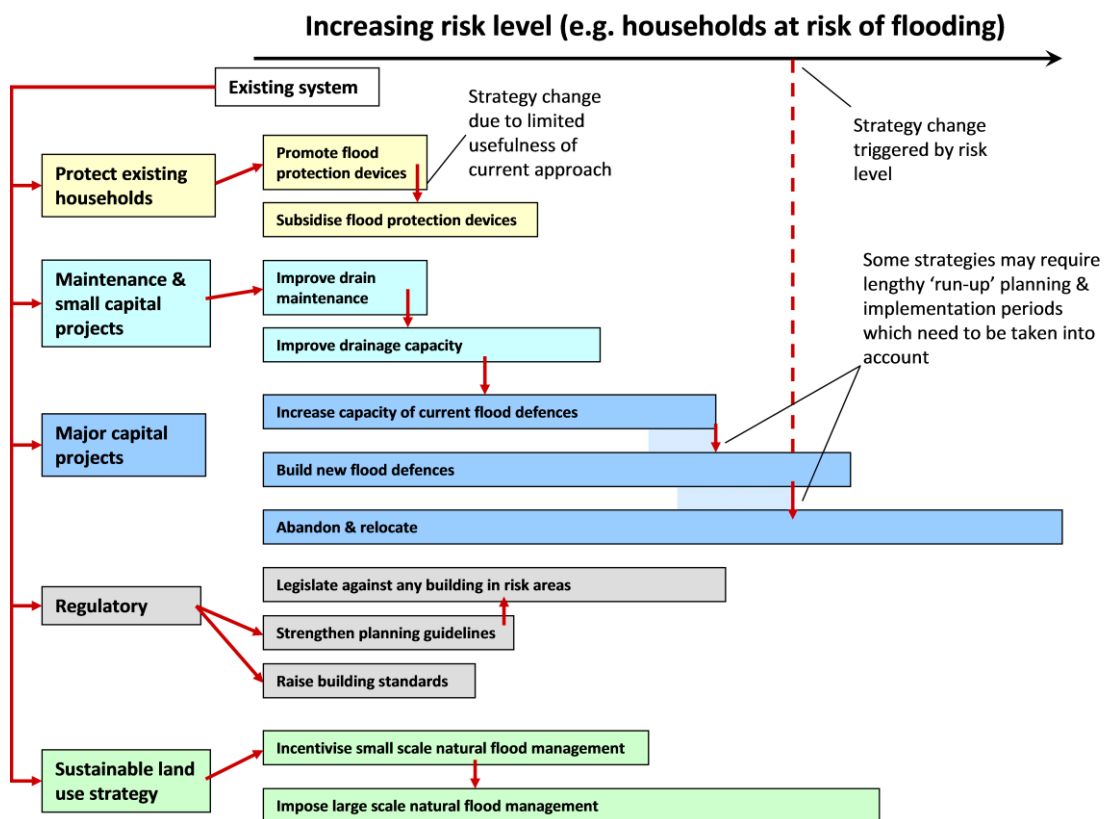 Increasing risk level (e.g. households at risk of flooding)
Existing system
Strategy change
due to limited
usefulness of
current approach
Strategy change
triggered by risk
level
Protect existing
households
Promote flood
protection devices
Subsidise flood protection devices
Maintenance &
small capital
projects
Improve drain
maintenance
Improve drainage capacity
Some strategies may require
lengthy ‘run-up’ planning &
implementation periods
which need to be taken into
account
Major capital
projects
Increase capacity of current flood defences
Build new flood defences
Abandon & relocate
Regulatory
Legislate against any building in risk areas
Strengthen planning guidelines
Raise building standards
Sustainable land
use strategy
Incentivise small scale natural flood management
Impose large scale natural flood management